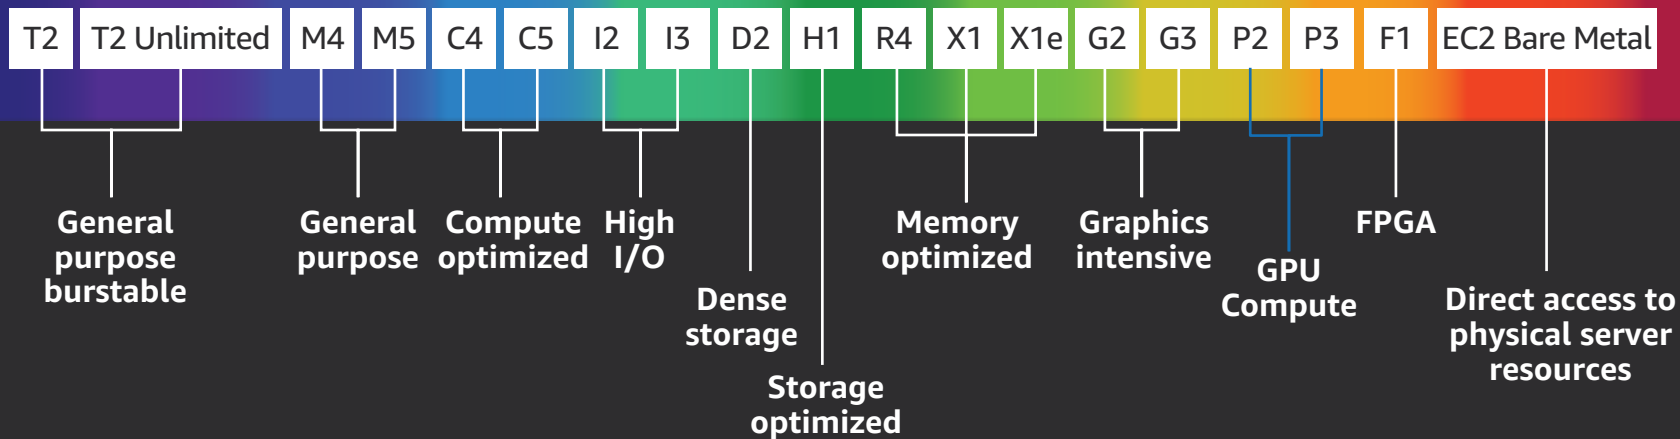 T2 T2 Unlimited M4 M5 C4 C5 I2 I3 D2 H1 R4 X1 X1e G2 G3 P2 P3 F1 EC2 Bare Metal
General
purpose
burstable
General
purpose
Compute
optimized
High
I/O
Dense
storage
Storage
optimized
Memory
optimized
Graphics
intensive
GPU
Compute
FPGA
Direct access to
physical server
resources